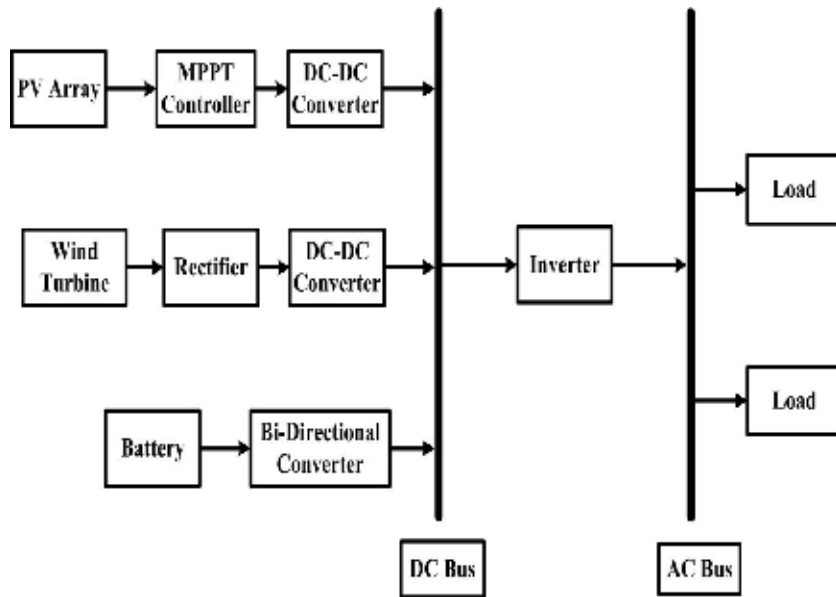 PV Array
MPPT
Controller
DC-DC
Converter
Load
Wind
Turbine
Rectifier
DC-DC
Converter
Inverter
Load
Battery
Bi-Directional
Converter
DC Bus
AC Bus